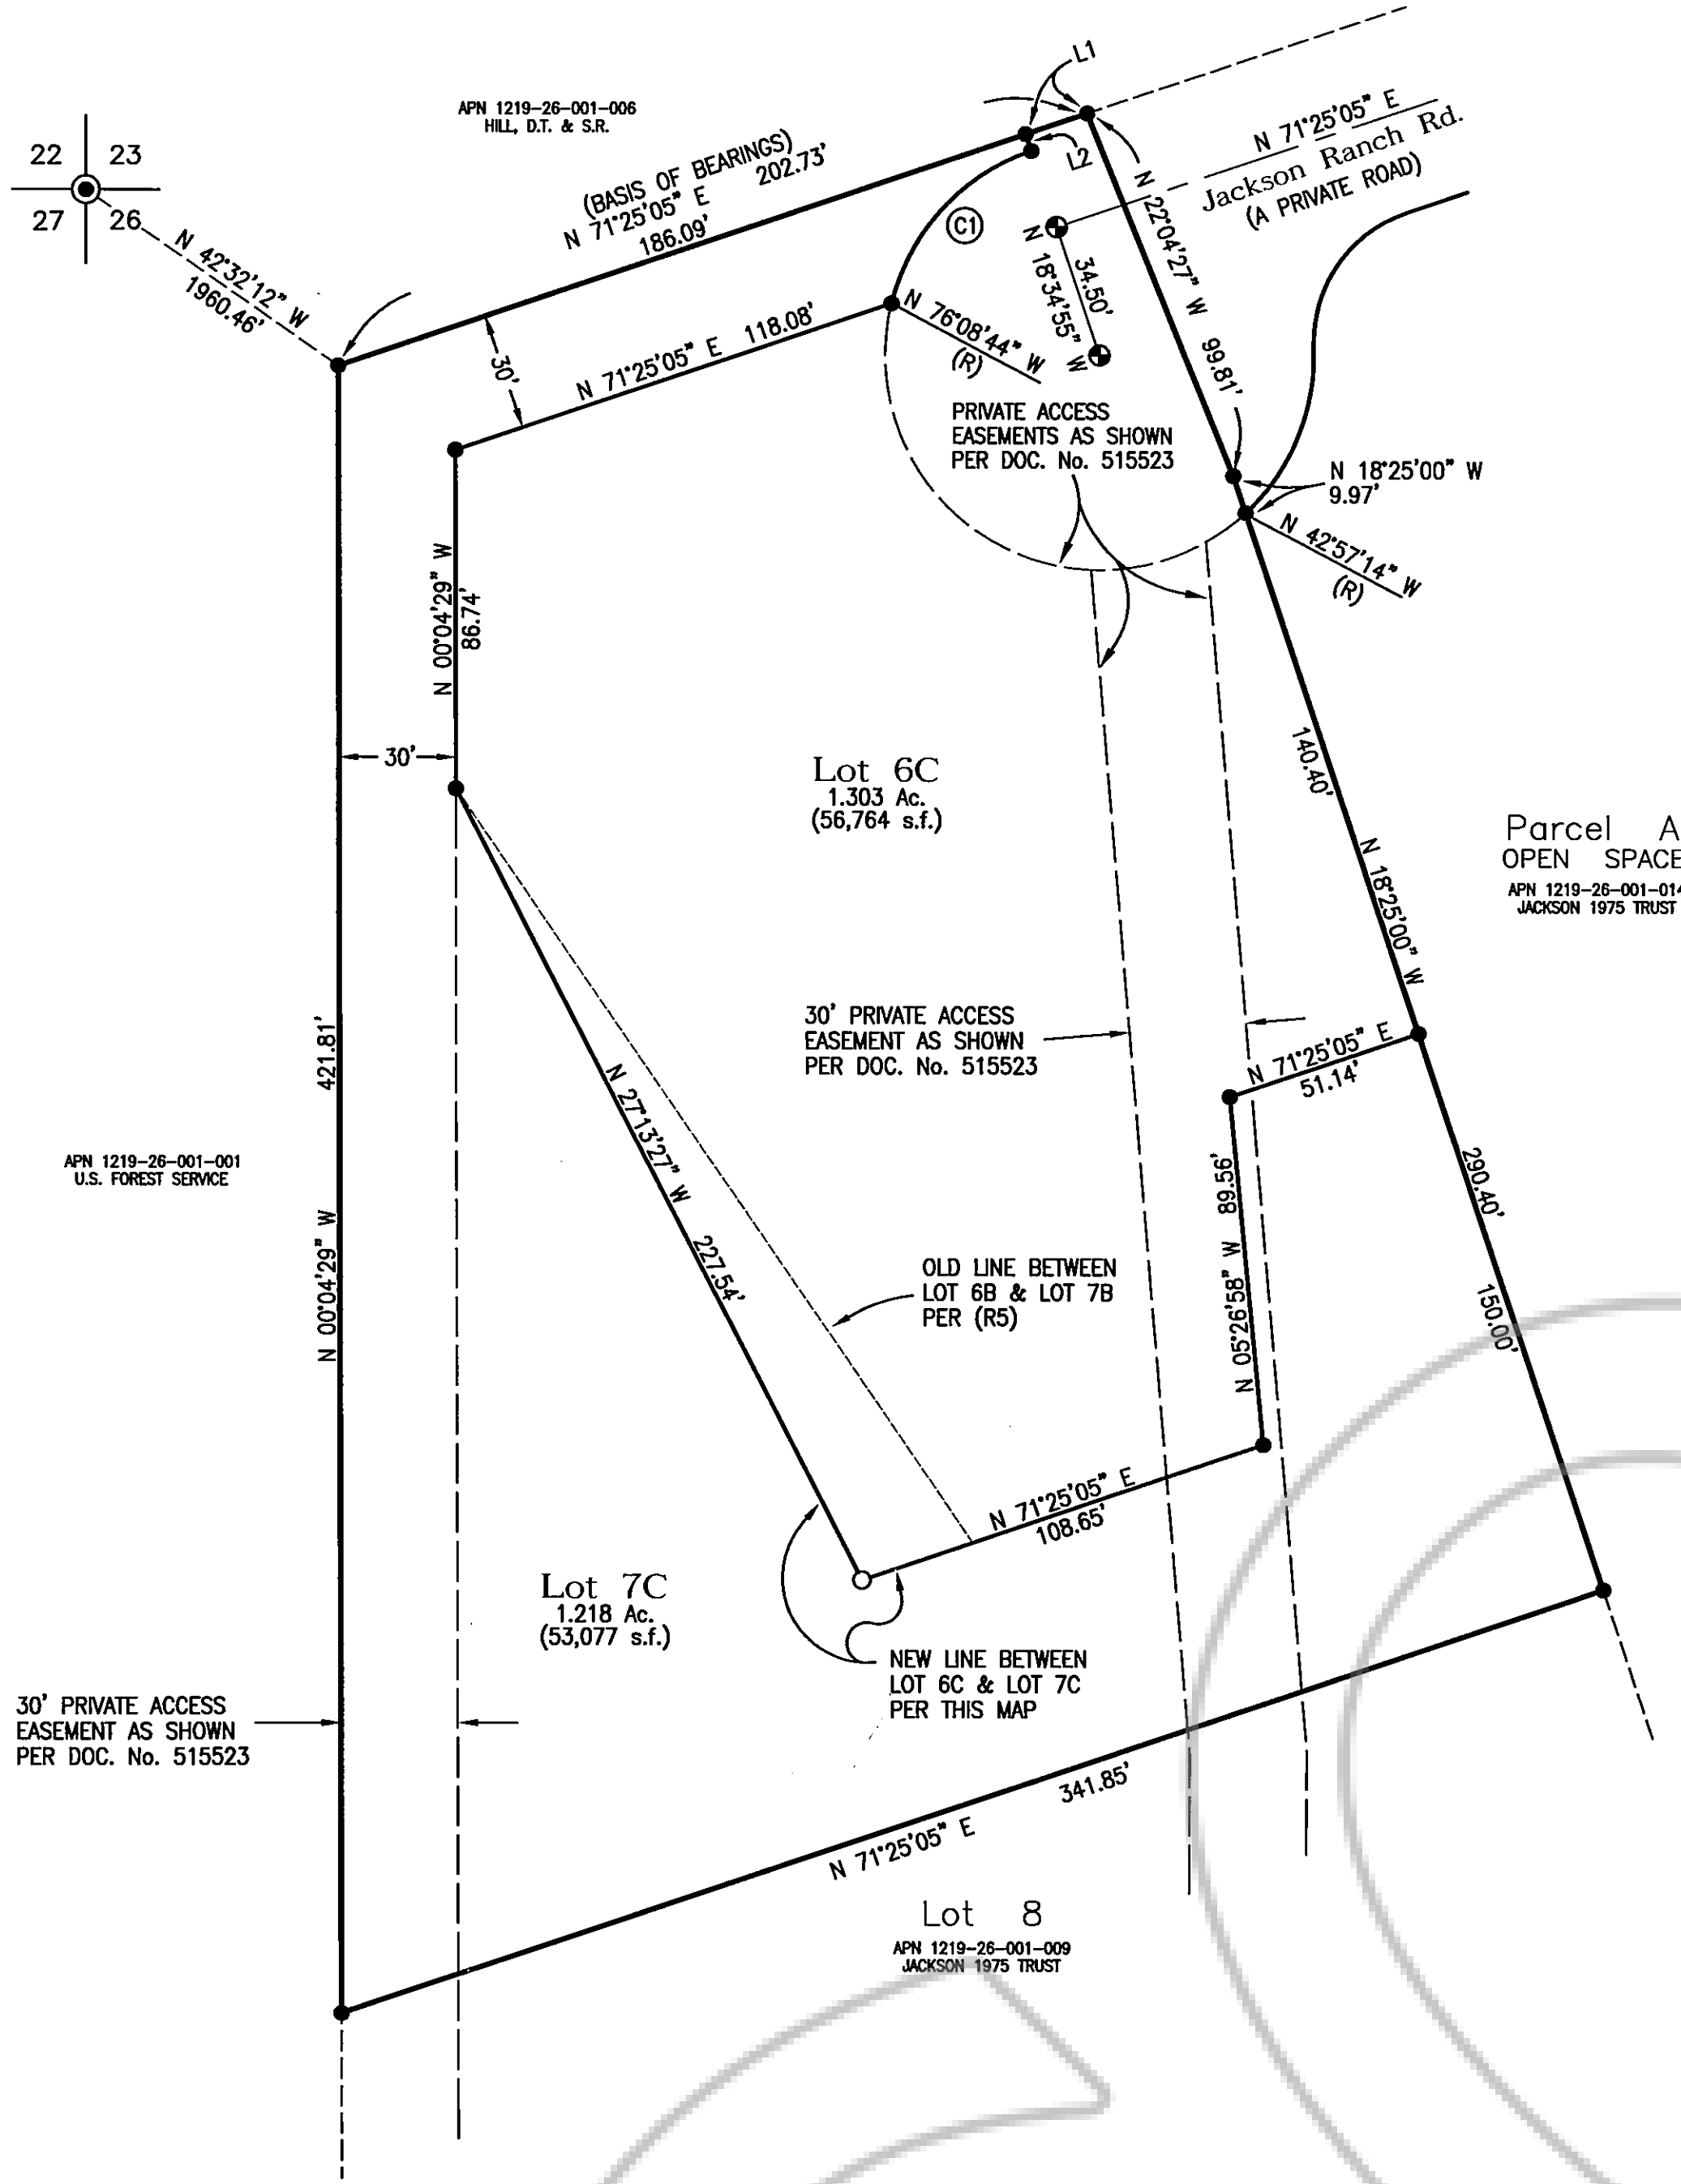 L1
APN 1219-26-001-006
HILL, D.T. & S.R.
22 23
27 26
N 42°32'12" W
1960.46'
(BASIS OF BEARINGS)
N 71°25'05" E 202.73'
186.09'
L2
C1
N 71°25'05" E
Jackson Ranch Rd.
(A PRIVATE ROAD)
N 22°04'27" W 99.81'
34.50'
N 18°34'55" W
N 71°25'05" E 118.08'
30'
N 76°08'44" W
(R)
PRIVATE ACCESS
EASEMENTS AS SHOWN
PER DOC. No. 515523
N 18°25'00" W
9.97'
N 42°57'14" W
(R)
N 00°04'29" W
86.74'
30'
Lot 6C
1.303 Ac.
(56,764 s.f.)
140.40'
N 18°25'00" W
Parcel A
OPEN SPACE
APN 1219-26-001-014
JACKSON 1975 TRUST
30' PRIVATE ACCESS
EASEMENT AS SHOWN
PER DOC. No. 515523
N 71°25'05" E
51.14'
N 00°04'29" W 421.81'
N 27°13'27" W 227.54'
APN 1219-26-001-001
U.S. FOREST SERVICE
N 05°26'58" W 89.56'
290.40'
150.00'
OLD LINE BETWEEN
LOT 6B & LOT 7B
PER (R5)
N 71°25'05" E
108.65'
Lot 7C
1.218 Ac.
(53,077 s.f.)
NEW LINE BETWEEN
LOT 6C & LOT 7C
PER THIS MAP
30' PRIVATE ACCESS
EASEMENT AS SHOWN
PER DOC. No. 515523
N 71°25'05" E 341.85'
Lot 8
APN 1219-26-001-009
JACKSON 1975 TRUST